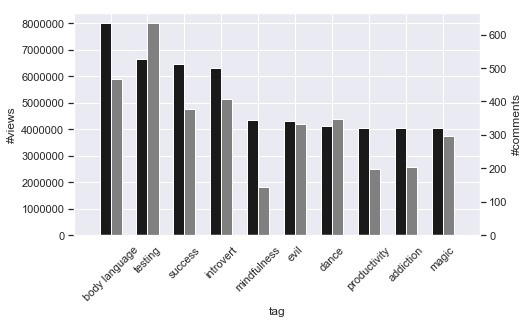 8000000
7000000
6000000
5000000
4000000
3000000
2000000
1000000
0
#views
600
500
400
300
200
100
0
#comments
body language
testing
success
introvert
mindfulness
evil
dance
productivity
addiction
magic
tag